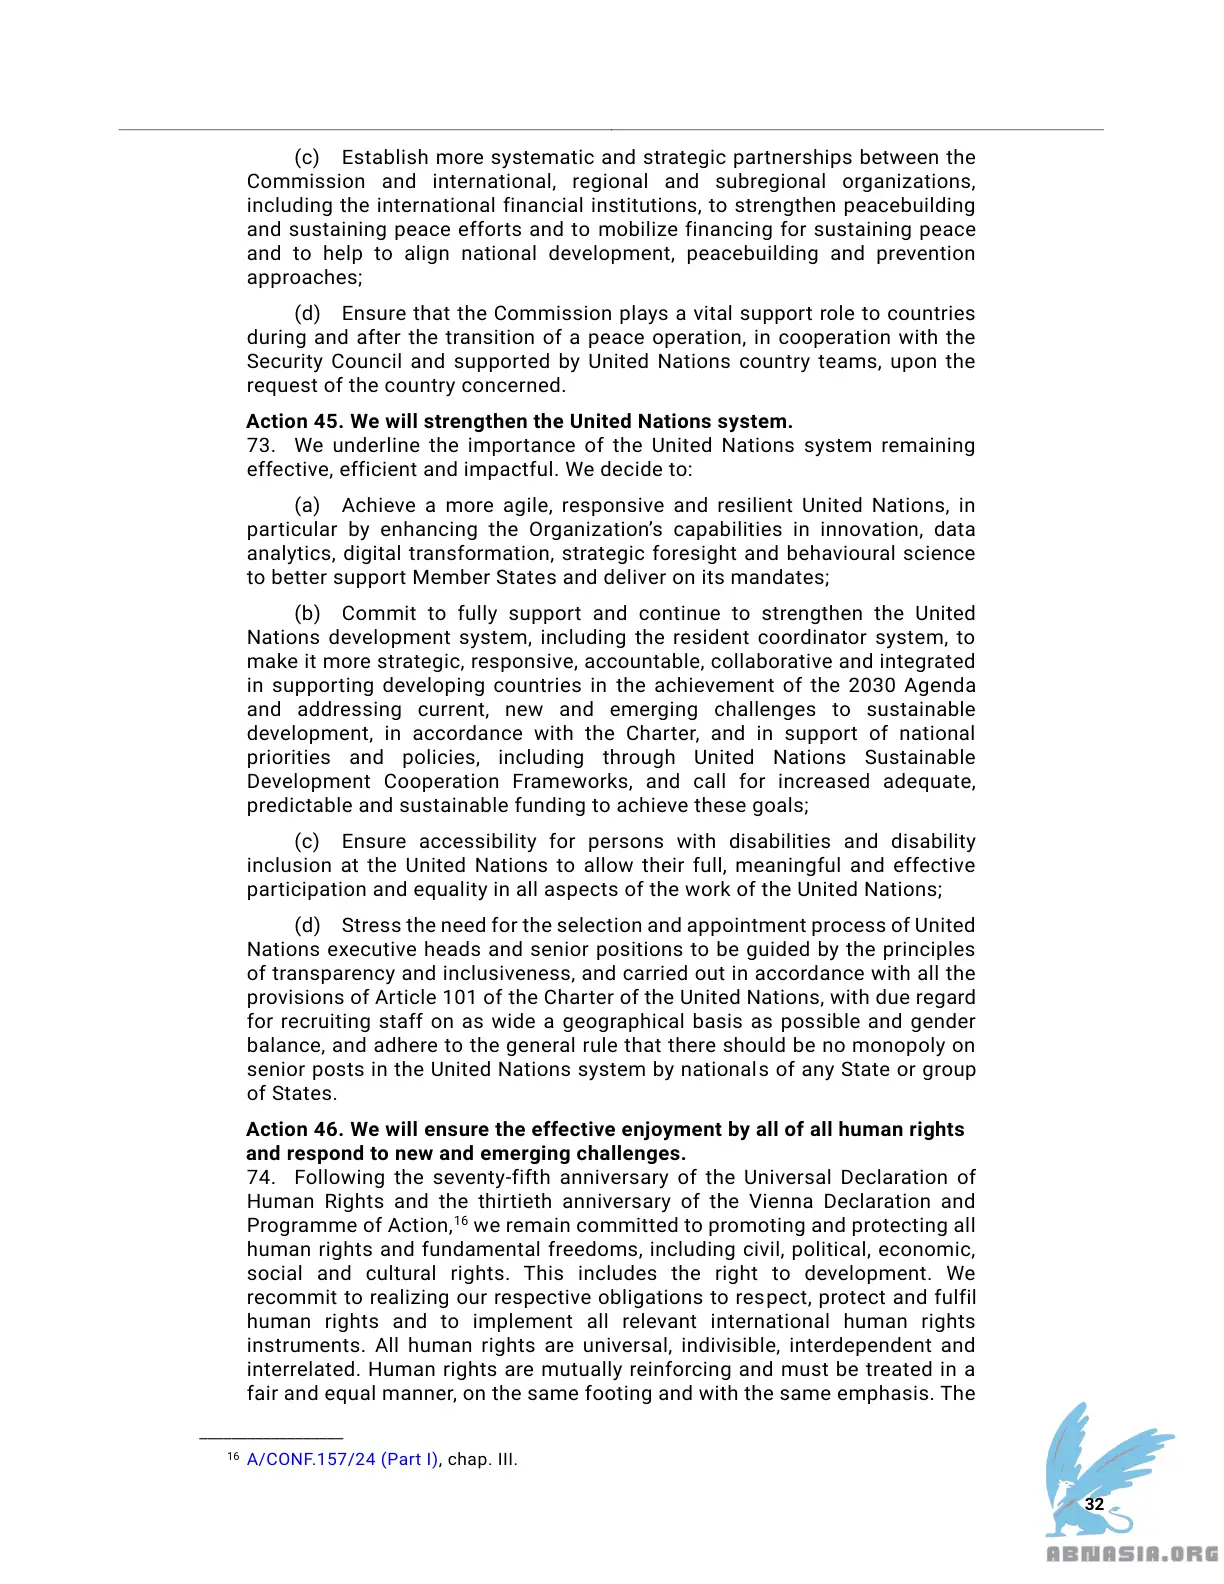 (c) Establish more systematic and strategic partnerships between the
Commission and international, regional and subregional organizations,
including the international financial institutions, to strengthen peacebuilding
and sustaining peace efforts and to mobilize financing for sustaining peace
and to help to align national development, peacebuilding and prevention
approaches;
(d) Ensure that the Commission plays a vital support role to countries
during and after the transition of a peace operation, in cooperation with the
Security Council and supported by United Nations country teams, upon the
request of the country concerned.
Action 45. We will strengthen the United Nations system.
73. We underline the importance of the United Nations system remaining
effective, efficient and impactful. We decide to:
(a) Achieve a more agile, responsive and resilient United Nations, in
particular by enhancing the Organization’s capabilities in innovation, data
analytics, digital transformation, strategic foresight and behavioural science
to better support Member States and deliver on its mandates;
(b) Commit to fully support and continue to strengthen the United
Nations development system, including the resident coordinator system, to
make it more strategic, responsive, accountable, collaborative and integrated
in supporting developing countries in the achievement of the 2030 Agenda
and addressing current, new and emerging challenges to sustainable
development, in accordance with the Charter, and in support of national
priorities and policies, including through United Nations Sustainable
Development Cooperation Frameworks, and call for increased adequate,
predictable and sustainable funding to achieve these goals;
(c) Ensure accessibility for persons with disabilities and disability
inclusion at the United Nations to allow their full, meaningful and effective
participation and equality in all aspects of the work of the United Nations;
(d) Stress the need for the selection and appointment process of United
Nations executive heads and senior positions to be guided by the principles
of transparency and inclusiveness, and carried out in accordance with all the
provisions of Article 101 of the Charter of the United Nations, with due regard
for recruiting staff on as wide a geographical basis as possible and gender
balance, and adhere to the general rule that there should be no monopoly on
senior posts in the United Nations system by nationals of any State or group
of States.
Action 46. We will ensure the effective enjoyment by all of all human rights
and respond to new and emerging challenges.
74. Following the seventy-fifth anniversary of the Universal Declaration of
Human Rights and the thirtieth anniversary of the Vienna Declaration and
Programme of Action,16 we remain committed to promoting and protecting all
human rights and fundamental freedoms, including civil, political, economic,
social and cultural rights. This includes the right to development. We
recommit to realizing our respective obligations to respect, protect and fulfil
human rights and to implement all relevant international human rights
instruments. All human rights are universal, indivisible, interdependent and
interrelated. Human rights are mutually reinforcing and must be treated in a
fair and equal manner, on the same footing and with the same emphasis. The
16 A/CONF.157/24 (Part I), chap. III.
32
ABNASIA.ORG